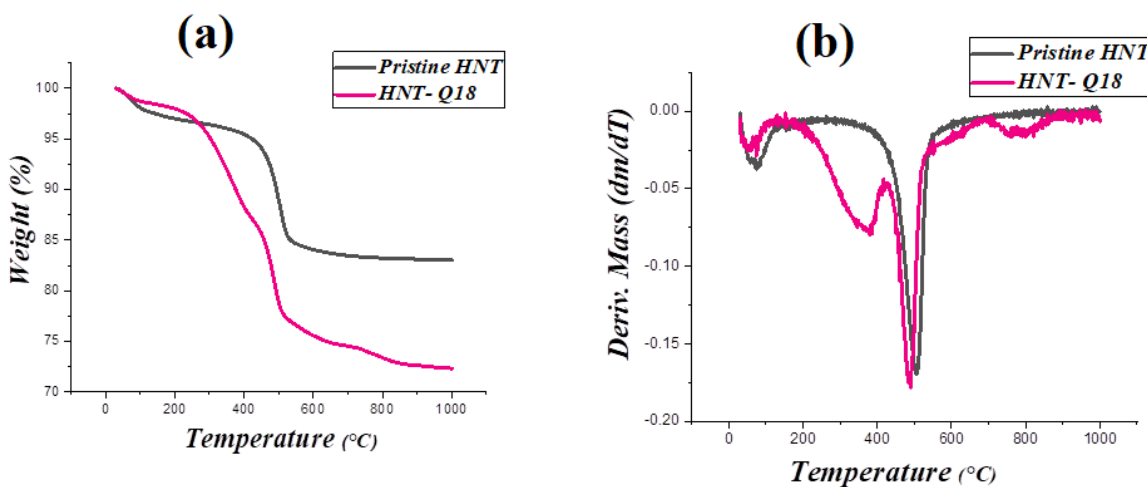 (a)
Pristine HNT
HNT- Q18
100
95
90
85
80
75
70
Weight (%)
0 200 400 600 800 1000
Temperature (°C)
(b)
Pristine HNT
HNT- Q18
0.00
-0.05
-0.10
-0.15
-0.20
Deriv. Mass (dm/dT)
0 200 400 600 800 1000
Temperature (°C)